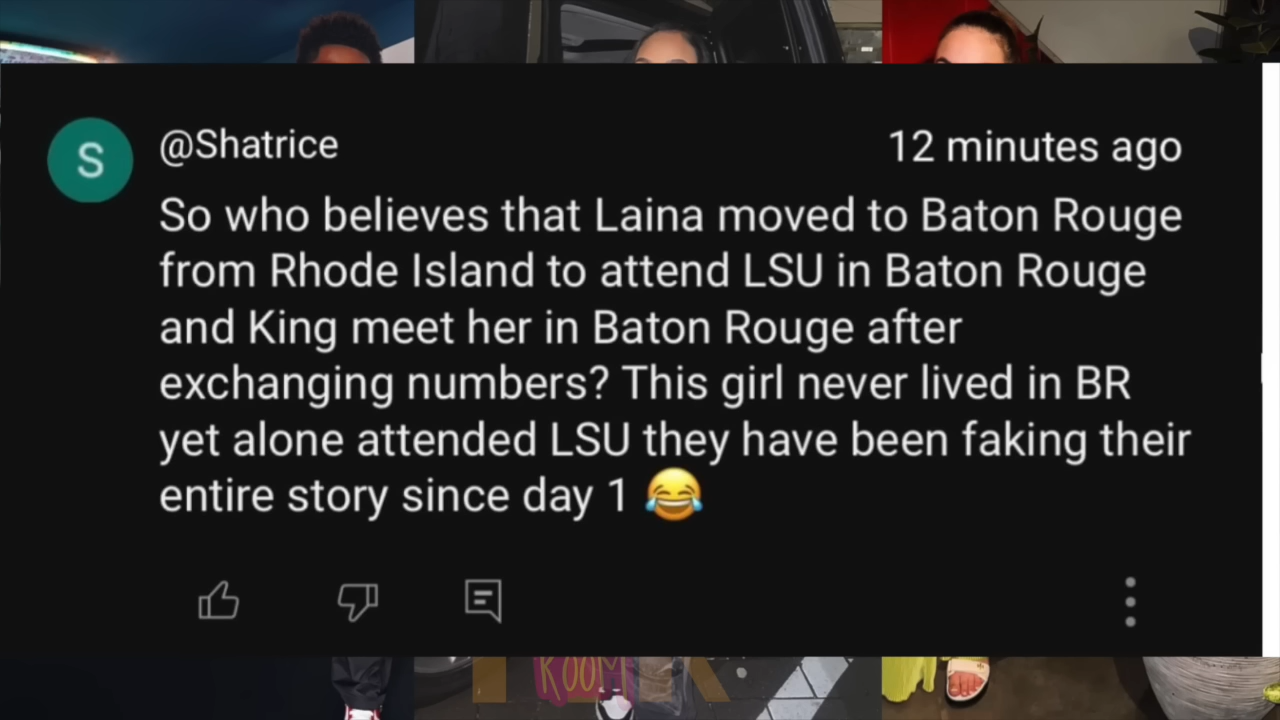 S
@Shatrice
12 minutes ago
So who believes that Laina moved to Baton Rouge
from Rhode Island to attend LSU in Baton Rouge
and King meet her in Baton Rouge after
exchanging numbers? This girl never lived in BR
yet alone attended LSU they have been faking their
entire story since day 1 😂
ROOM